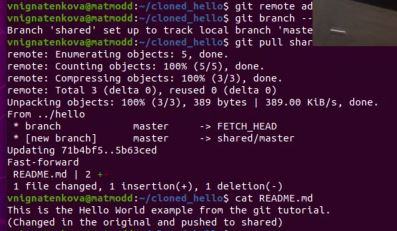 vnignatenkova@matmodd:~/cloned_hello$ git remote ad
vnignatenkova@matmodd:~/cloned_hello$ git branch --
Branch 'shared' set up to track local branch 'maste
vnignatenkova@matmodd:~/cloned_hello$ git pull shar
remote: Enumerating objects: 5, done.
remote: Counting objects: 100% (5/5), done.
remote: Compressing objects: 100% (3/3), done.
remote: Total 3 (delta 0), reused 0 (delta 0)
Unpacking objects: 100% (3/3), 389 bytes | 389.00 KiB/s, done.
From ../hello
 * branch            master     -> FETCH_HEAD
 * [new branch]      master     -> shared/master
Updating 71b4bf5..5b63ced
Fast-forward
 README.md | 2 +-
 1 file changed, 1 insertion(+), 1 deletion(-)
vnignatenkova@matmodd:~/cloned_hello$ cat README.md
This is the Hello World example from the git tutorial.
(Changed in the original and pushed to shared)